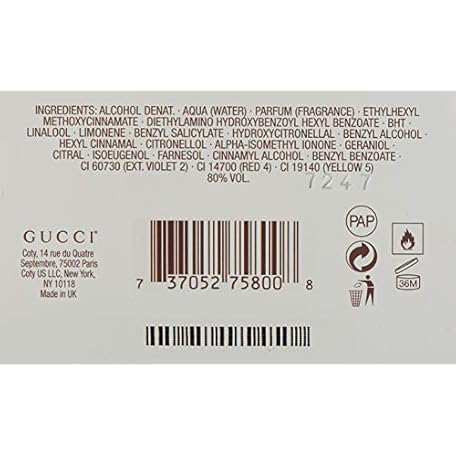 INGREDIENTS: ALCOHOL DENAT. · AQUA (WATER) · PARFUM (FRAGRANCE) · ETHYLHEXYL
METHOXYCINNAMATE · DIETHYLAMINO HYDROXYBENZOYL HEXYL BENZOATE · BHT ·
LINALOOL · LIMONENE · BENZYL SALICYLATE · HYDROXYCITRONELLAL · BENZYL ALCOHOL ·
HEXYL CINNAMAL · CITRONELLOL · ALPHA-ISOMETHYL IONONE · GERANIOL ·
CITRAL · ISOEUGENOL · FARNESOL · CINNAMYL ALCOHOL · BENZYL BENZOATE ·
CI 60730 (EXT. VIOLET 2) · CI 14700 (RED 4) · CI 19140 (YELLOW 5)
80% VOL.
7247
GUCCI
Coty, 14 rue du Quatre
Septembre, 75002 Paris
Coty US LLC, New York,
NY 10118
Made in UK
7 37052 75800 8
PAP
36M